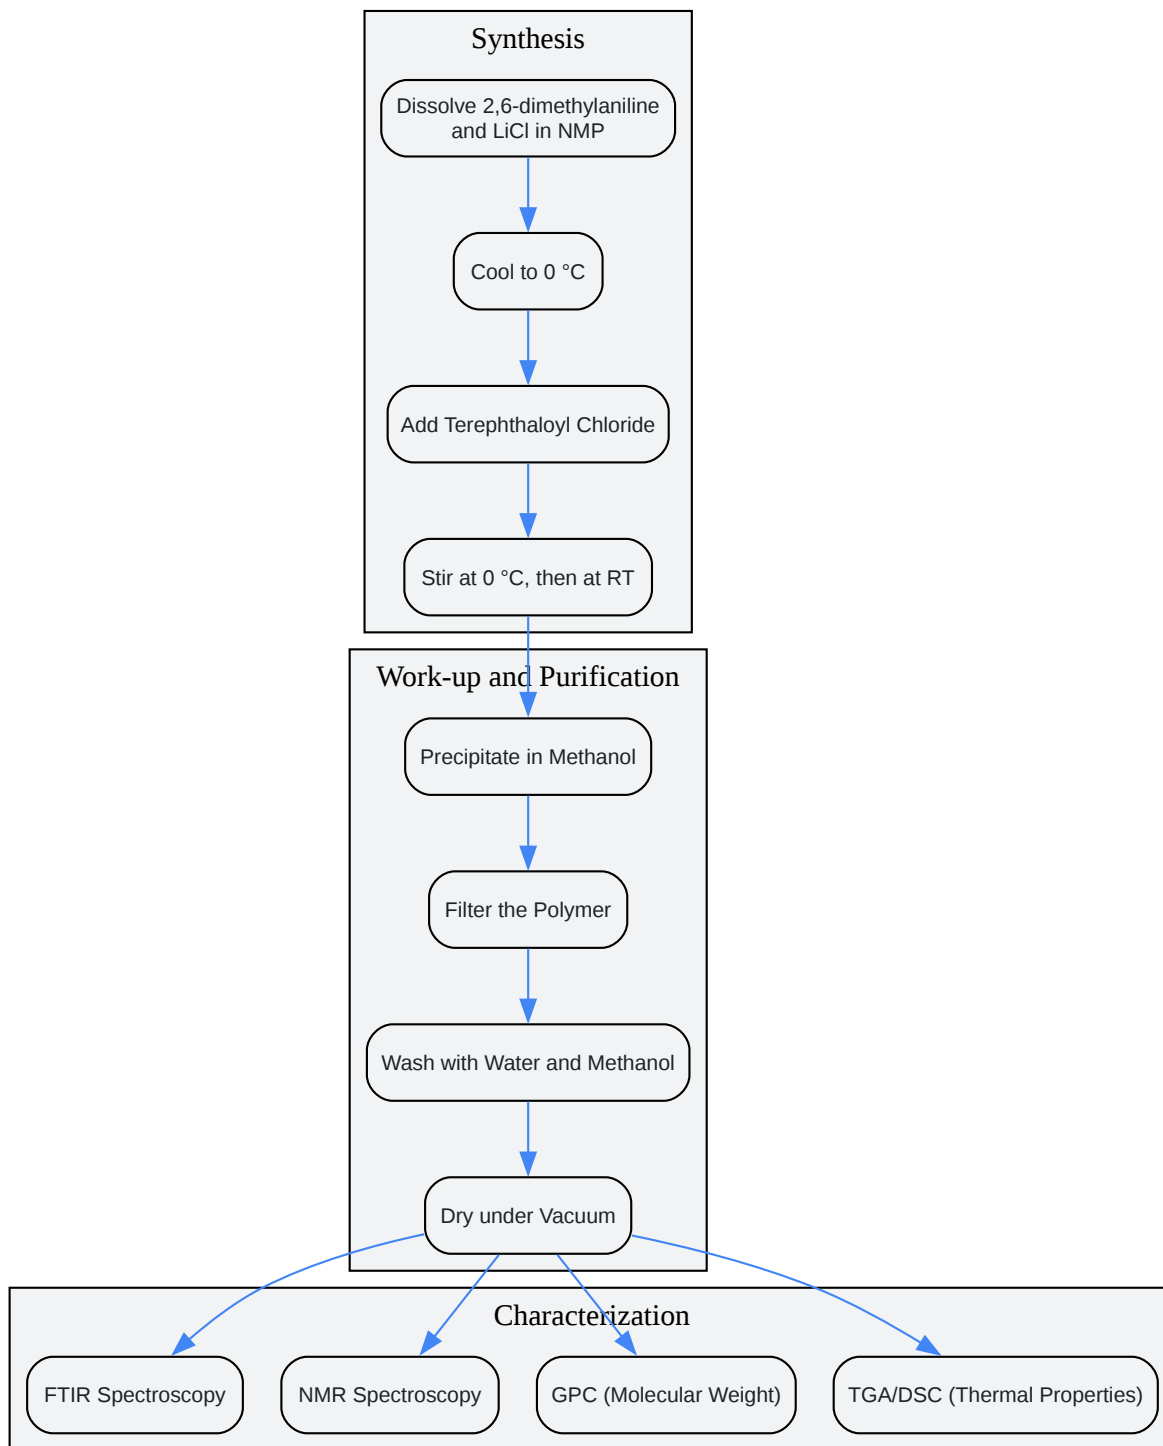 Synthesis
Dissolve 2,6-dimethylaniline
and LiCl in NMP
Cool to 0 °C
Add Terephthaloyl Chloride
Stir at 0 °C, then at RT
Work-up and Purification
Precipitate in Methanol
Filter the Polymer
Wash with Water and Methanol
Dry under Vacuum
Characterization
FTIR Spectroscopy
NMR Spectroscopy
GPC (Molecular Weight)
TGA/DSC (Thermal Properties)